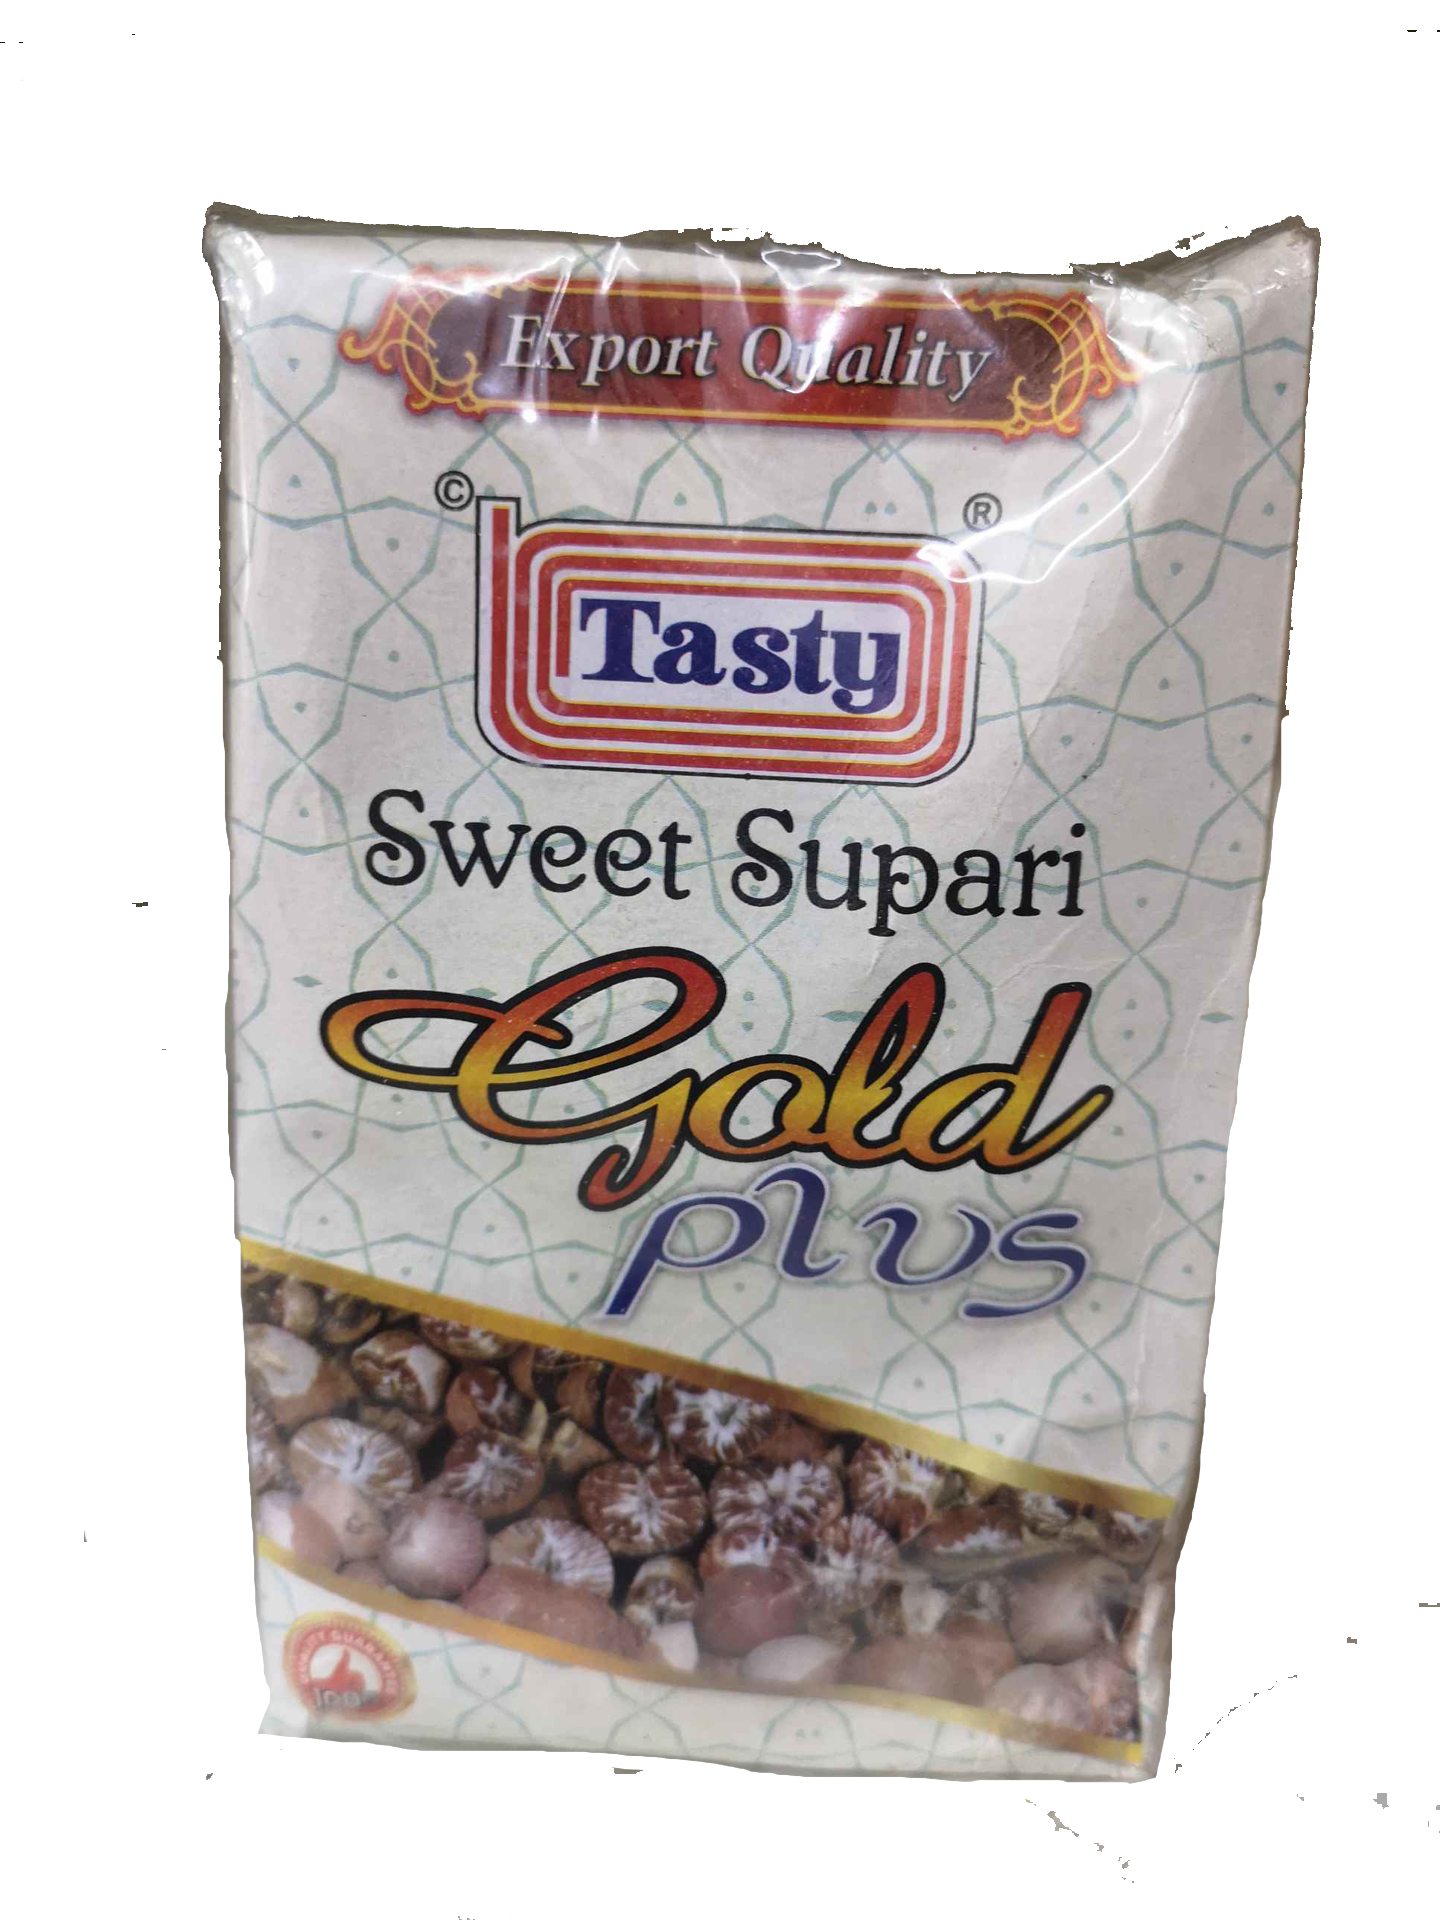 Export Quality
©
®
Tasty
Sweet Supari
Gold
plus